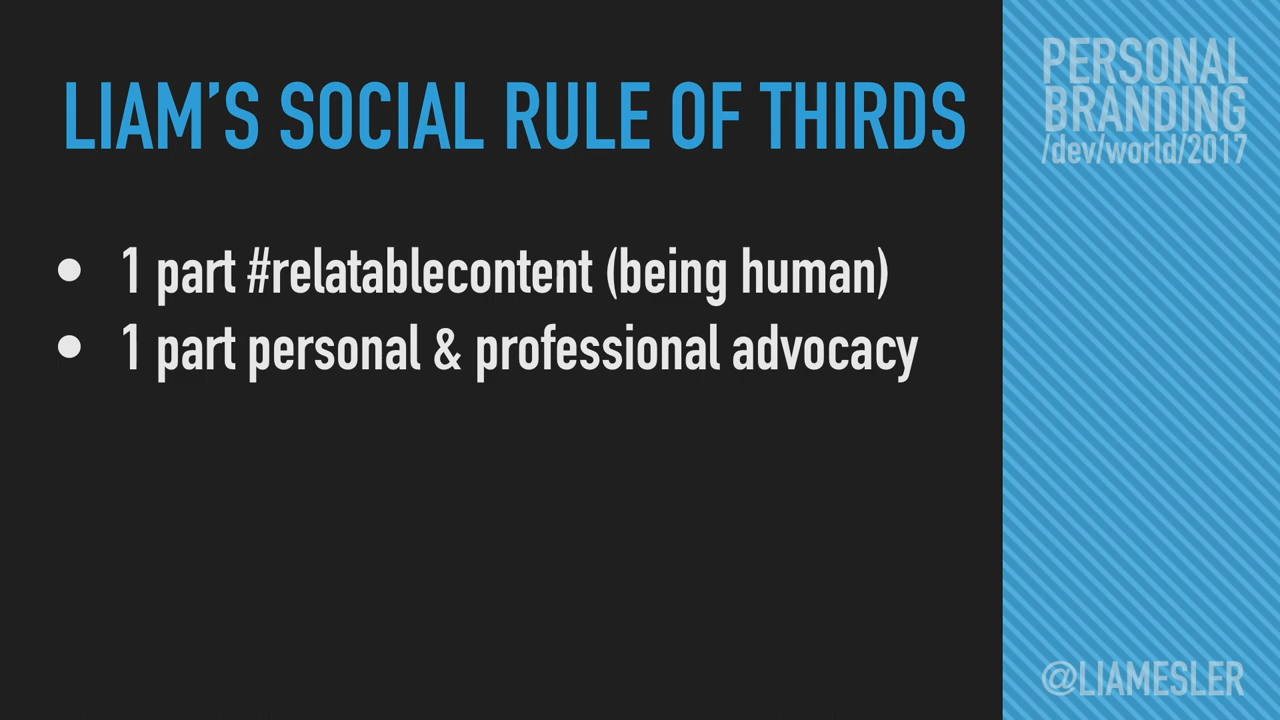 LIAM’S SOCIAL RULE OF THIRDS
• 1 part #relatablecontent (being human)
• 1 part personal & professional advocacy
PERSONAL
BRANDING
/dev/world/2017
@LIAMESLER